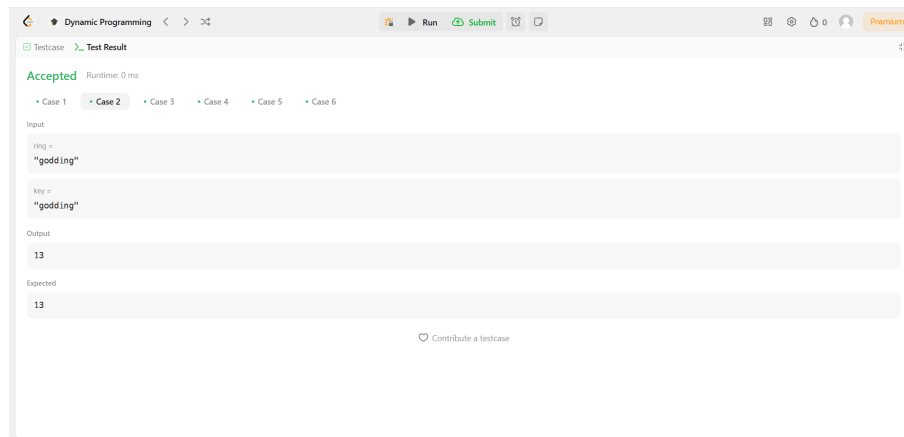 Dynamic Programming
Run
Submit
0
Premium
Testcase
Test Result
Accepted Runtime: 0 ms
Case 1 Case 2 Case 3 Case 4 Case 5 Case 6
Input
ring =
"godding"
key =
"godding"
Output
13
Expected
13
Contribute a testcase